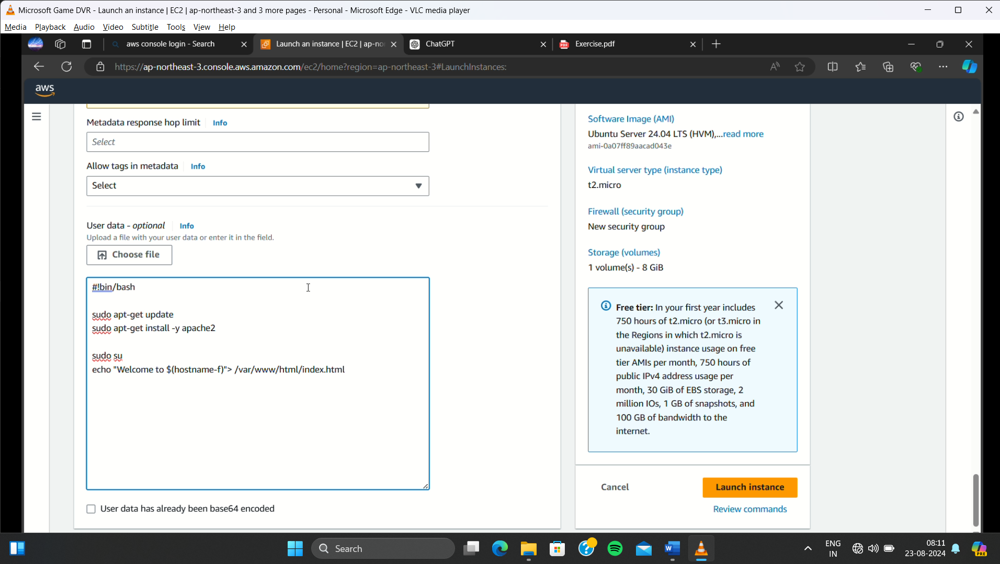 Microsoft Game DVR - Launch an instance | EC2 | ap-northeast-3 and 3 more pages - Personal - Microsoft Edge - VLC media player
Media Playback Audio Video Subtitle Tools View Help
aws console login - Search
Launch an instance | EC2 | ap-nor
ChatGPT
PDF
Exercise.pdf
https://ap-northeast-3.console.aws.amazon.com/ec2/home?region=ap-northeast-3#LaunchInstances:
aws
Metadata response hop limit Info
Select
Allow tags in metadata Info
Select
User data - optional Info
Upload a file with your user data or enter it in the field.
Choose file
#!bin/bash
sudo apt-get update
sudo apt-get install -y apache2
sudo su
echo "Welcome to $(hostname-f)"> /var/www/html/index.html
User data has already been base64 encoded
Software Image (AMI)
Ubuntu Server 24.04 LTS (HVM),...read more
ami-0a07ff89aacad043e
Virtual server type (instance type)
t2.micro
Firewall (security group)
New security group
Storage (volumes)
1 volume(s) - 8 GiB
Free tier: In your first year includes
750 hours of t2.micro (or t3.micro in
the Regions in which t2.micro is
unavailable) instance usage on free
tier AMIs per month, 750 hours of
public IPv4 address usage per
month, 30 GiB of EBS storage, 2
million IOs, 1 GB of snapshots, and
100 GB of bandwidth to the
internet.
Cancel
Launch instance
Review commands
Search
ENG
IN
08:11
23-08-2024
PRE